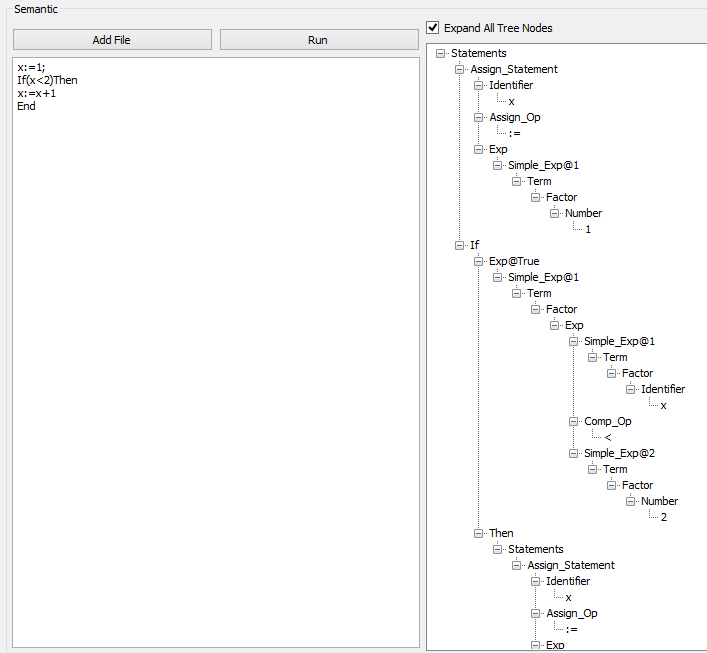 Semantic
Add File
Run
x:=1;
If(x<2)Then
x:=x+1
End
Expand All Tree Nodes
Statements
Assign_Statement
Identifier
x
Assign_Op
:=
Exp
Simple_Exp@1
Term
Factor
Number
1
If
Exp@True
Simple_Exp@1
Term
Factor
Exp
Simple_Exp@1
Term
Factor
Identifier
x
Comp_Op
<
Simple_Exp@2
Term
Factor
Number
2
Then
Statements
Assign_Statement
Identifier
x
Assign_Op
:=
Exp